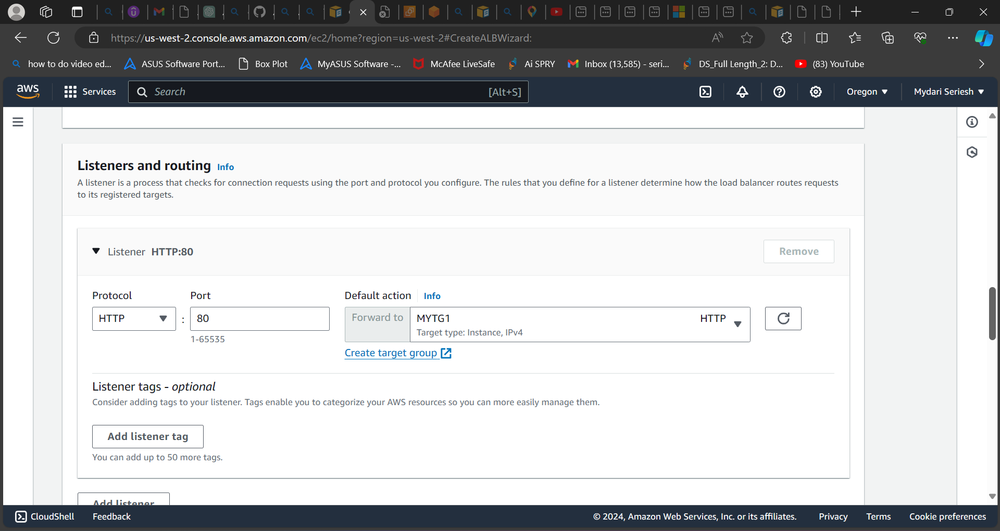 https://us-west-2.console.aws.amazon.com/ec2/home?region=us-west-2#CreateALBWizard:
how to do video ed... ASUS Software Port... Box Plot MyASUS Software -... McAfee LiveSafe Ai SPRY Inbox (13,585) - seri... DS_Full Length_2: D... (83) YouTube
aws Services Search [Alt+S] Oregon Mydari Seriesh
Listeners and routing Info
A listener is a process that checks for connection requests using the port and protocol you configure. The rules that you define for a listener determine how the load balancer routes requests
to its registered targets.
Listener HTTP:80 Remove
Protocol Port Default action Info
HTTP : 80 Forward to MYTG1 HTTP
Target type: Instance, IPv4
1-65535
Create target group
Listener tags - optional
Consider adding tags to your listener. Tags enable you to categorize your AWS resources so you can more easily manage them.
Add listener tag
You can add up to 50 more tags.
Add listener
CloudShell Feedback © 2024, Amazon Web Services, Inc. or its affiliates. Privacy Terms Cookie preferences